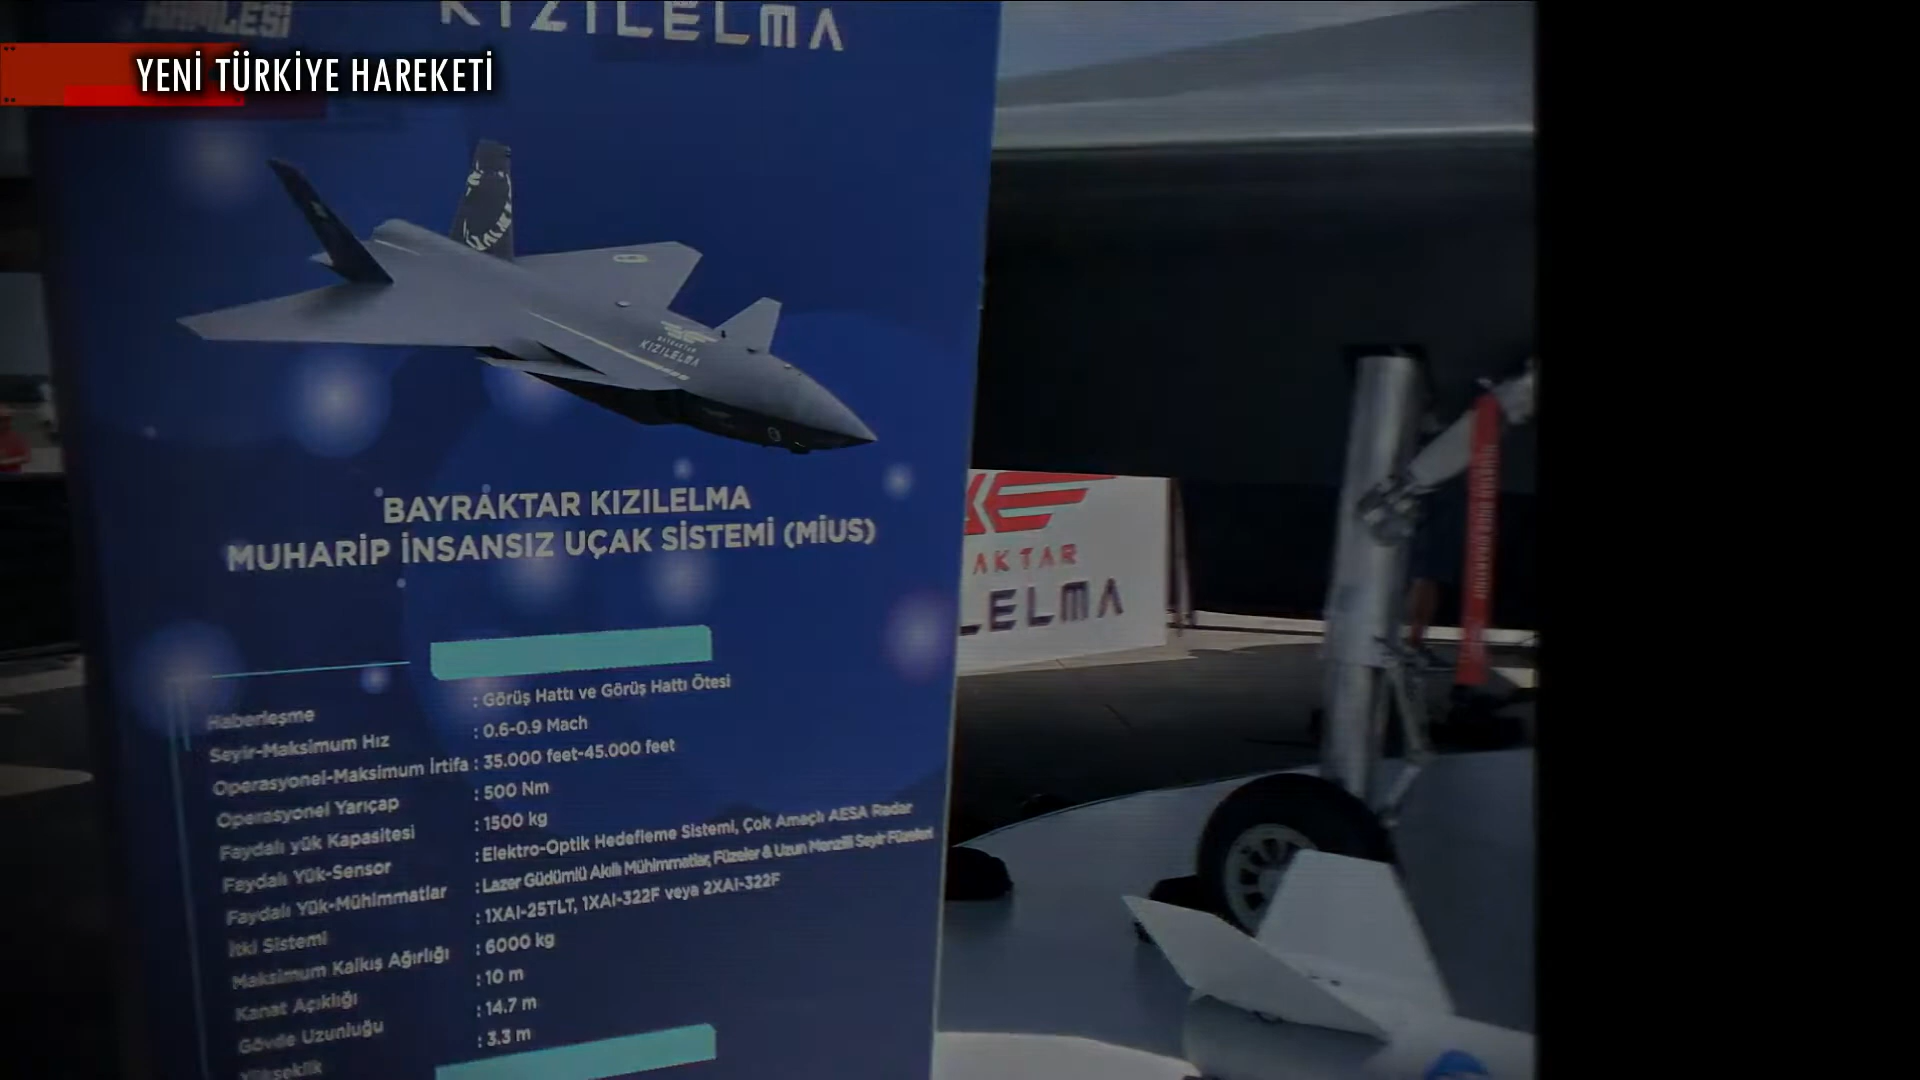 HAMLESİ
KIZILELMA
YENİ TÜRKİYE HAREKETİ
BAYRAKTAR
KIZILELMA
BAYRAKTAR KIZILELMA
MUHARİP İNSANSIZ UÇAK SİSTEMİ (MİUS)
AKTAR
LELMA
Haberleşme : Görüş Hattı ve Görüş Hattı Ötesi
Seyir-Maksimum Hız : 0.6-0.9 Mach
Operasyonel-Maksimum İrtifa : 35.000 feet-45.000 feet
Operasyonel Yarıçap : 500 Nm
Faydalı yük Kapasitesi : 1500 kg
Faydalı Yük-Sensor : Elektro-Optik Hedefleme Sistemi, Çok Amaçlı AESA Radar
Faydalı Yük-Mühimmatlar : Lazer Güdümlü Akıllı Mühimmatlar, Füzeler & Uzun Menzilli Seyir Füzeleri
İtki Sistemi : 1XAI-25TLT, 1XAI-322F veya 2XAI-322F
Maksimum Kalkış Ağırlığı : 6000 kg
Kanat Açıklığı : 10 m
Gövde Uzunluğu : 14.7 m
Yükseklik : 3.3 m